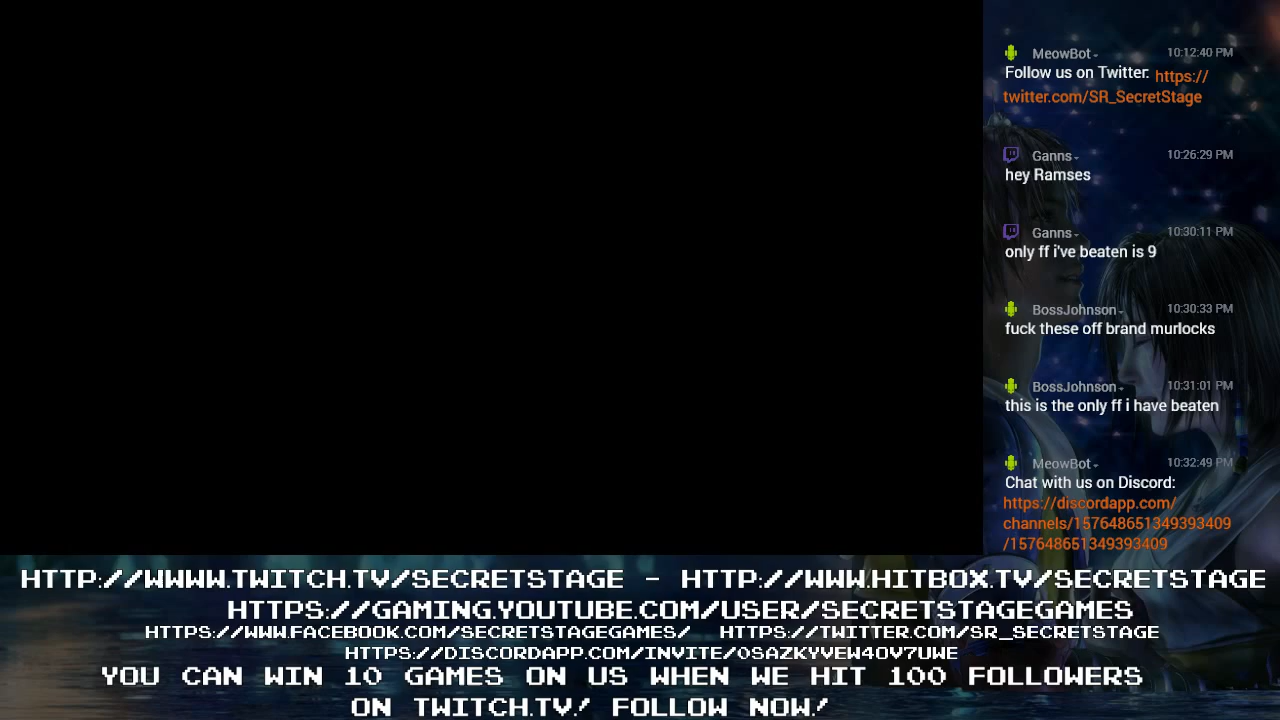 MeowBot 10:12:40 PM
Follow us on Twitter: https://
twitter.com/SR_SecretStage
Ganns 10:26:29 PM
hey Ramses
Ganns 10:30:11 PM
only ff i've beaten is 9
BossJohnson 10:30:33 PM
fuck these off brand murlocks
BossJohnson 10:31:01 PM
this is the only ff i have beaten
MeowBot 10:32:49 PM
Chat with us on Discord:
https://discordapp.com/
channels/157648651349393409
/157648651349393409
HTTP://WWWW.TWITCH.TV/SECRETSTAGE - HTTP://WWW.HITBOX.TV/SECRETSTAGE
HTTPS://GAMING.YOUTUBE.COM/USER/SECRETSTAGEGAMES
HTTPS://WWW.FACEBOOK.COM/SECRETSTAGEGAMES/ HTTPS://TWITTER.COM/SR_SECRETSTAGE
HTTPS://DISCORDAPP.COM/INVITE/0SAZKYVEW4OV7UWE
YOU CAN WIN 10 GAMES ON US WHEN WE HIT 100 FOLLOWERS
ON TWITCH.TV! FOLLOW NOW!